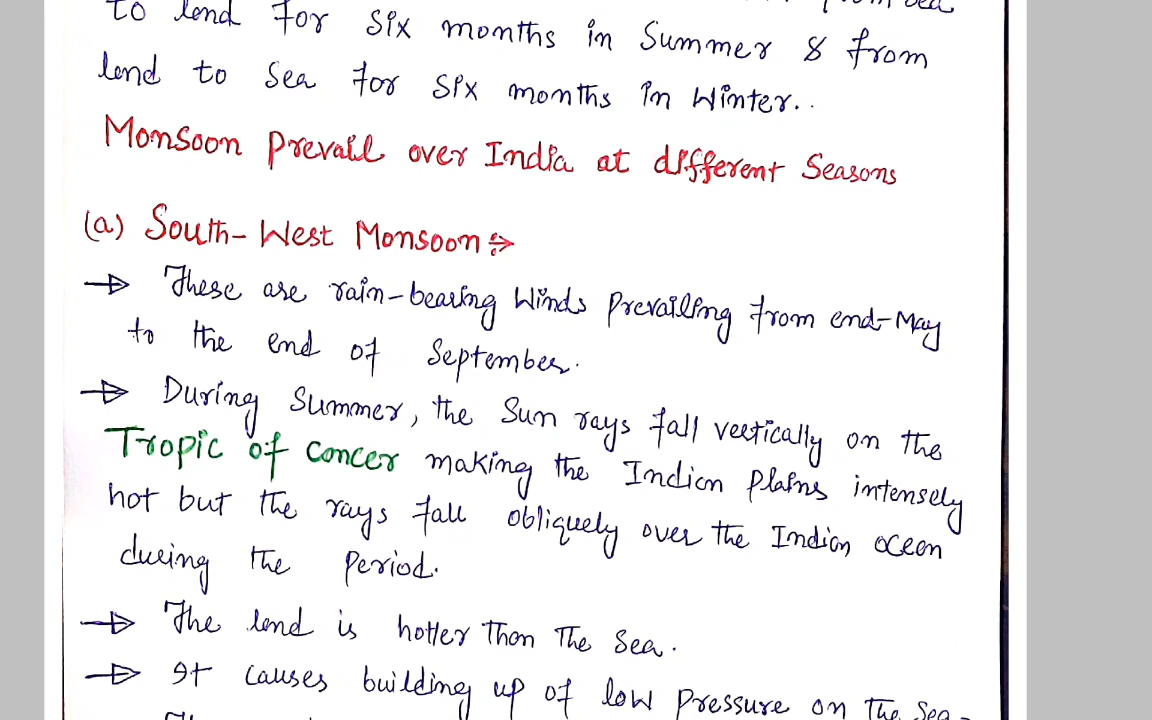 to land for six months in Summer & from
land to Sea for six months in Winter..
Monsoon Prevail over India at different Seasons
(a) South-West Monsoon ⇒
→ These are rain-bearing Winds Prevailing from end-May
to the end of September.
→ During Summer, the Sun rays fall vertically on the
Tropic of Cancer making the Indian Plains intensely
hot but the rays fall obliquely over the Indian ocean
during the Period.
→ The land is hotter Than The Sea.
→ It causes building up of low Pressure on The Sea-